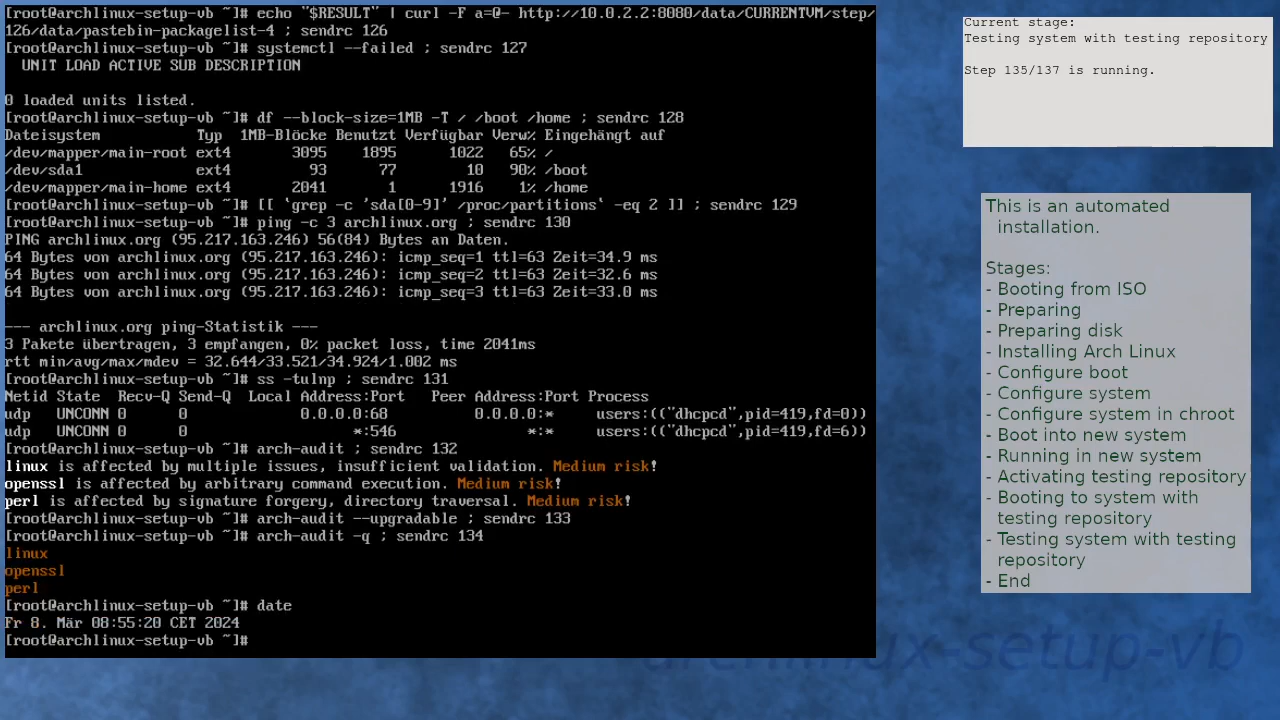 [root@archlinux-setup-vb ~]# echo "$RESULT" | curl -F a=@- http://10.0.2.2:8080/data/CURRENTVM/step/
126/data/pastebin-packagelist-4 ; sendrc 126
[root@archlinux-setup-vb ~]# systemctl --failed ; sendrc 127
  UNIT LOAD ACTIVE SUB DESCRIPTION
0 loaded units listed.
[root@archlinux-setup-vb ~]# df --block-size=1MB -T / /boot /home ; sendrc 128
Dateisystem           Typ  1MB-Blöcke Benutzt Verfügbar Verw% Eingehängt auf
/dev/mapper/main-root ext4       3095    1895      1022   65% /
/dev/sda1             ext4         93      77        10   90% /boot
/dev/mapper/main-home ext4       2041       1      1916    1% /home
[root@archlinux-setup-vb ~]# [[ `grep -c 'sda[0-9]' /proc/partitions` -eq 2 ]] ; sendrc 129
[root@archlinux-setup-vb ~]# ping -c 3 archlinux.org ; sendrc 130
PING archlinux.org (95.217.163.246) 56(84) Bytes an Daten.
64 Bytes von archlinux.org (95.217.163.246): icmp_seq=1 ttl=63 Zeit=34.9 ms
64 Bytes von archlinux.org (95.217.163.246): icmp_seq=2 ttl=63 Zeit=32.6 ms
64 Bytes von archlinux.org (95.217.163.246): icmp_seq=3 ttl=63 Zeit=33.0 ms
--- archlinux.org ping-Statistik ---
3 Pakete übertragen, 3 empfangen, 0% packet loss, time 2041ms
rtt min/avg/max/mdev = 32.644/33.521/34.924/1.002 ms
[root@archlinux-setup-vb ~]# ss -tulnp ; sendrc 131
Netid State  Recv-Q Send-Q  Local Address:Port   Peer Address:Port Process
udp   UNCONN 0      0             0.0.0.0:68          0.0.0.0:*     users:(("dhcpcd",pid=419,fd=0))
udp   UNCONN 0      0                   *:546               *:*     users:(("dhcpcd",pid=419,fd=6))
[root@archlinux-setup-vb ~]# arch-audit ; sendrc 132
linux is affected by multiple issues, insufficient validation. Medium risk!
openssl is affected by arbitrary command execution. Medium risk!
perl is affected by signature forgery, directory traversal. Medium risk!
[root@archlinux-setup-vb ~]# arch-audit --upgradable ; sendrc 133
[root@archlinux-setup-vb ~]# arch-audit -q ; sendrc 134
linux
openssl
perl
[root@archlinux-setup-vb ~]# date
Fr 8. Mär 08:55:20 CET 2024
[root@archlinux-setup-vb ~]#
Current stage:
Testing system with testing repository
Step 135/137 is running.
This is an automated
installation.
Stages:
- Booting from ISO
- Preparing
- Preparing disk
- Installing Arch Linux
- Configure boot
- Configure system
- Configure system in chroot
- Boot into new system
- Running in new system
- Activating testing repository
- Booting to system with
testing repository
- Testing system with testing
repository
- End
archlinux-setup-vb